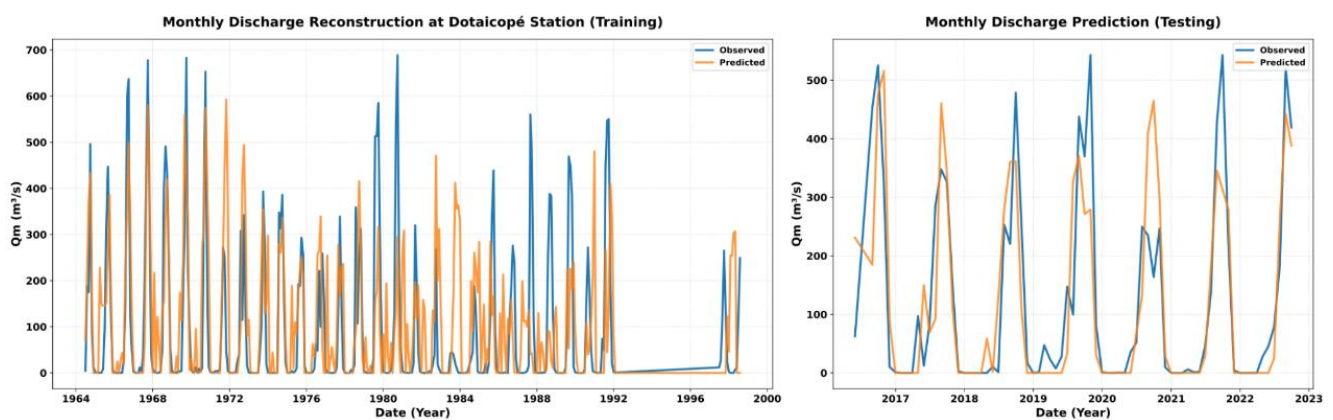 Monthly Discharge Reconstruction at Dotaicopé Station (Training)
700
600
500
400
300
200
100
0
Qm (m³/s)
1964 1968 1972 1976 1980 1984 1988 1992 1996 2000
Date (Year)
Observed
Predicted
Monthly Discharge Prediction (Testing)
500
400
300
200
100
0
Qm (m³/s)
2017 2018 2019 2020 2021 2022 2023
Date (Year)
Observed
Predicted